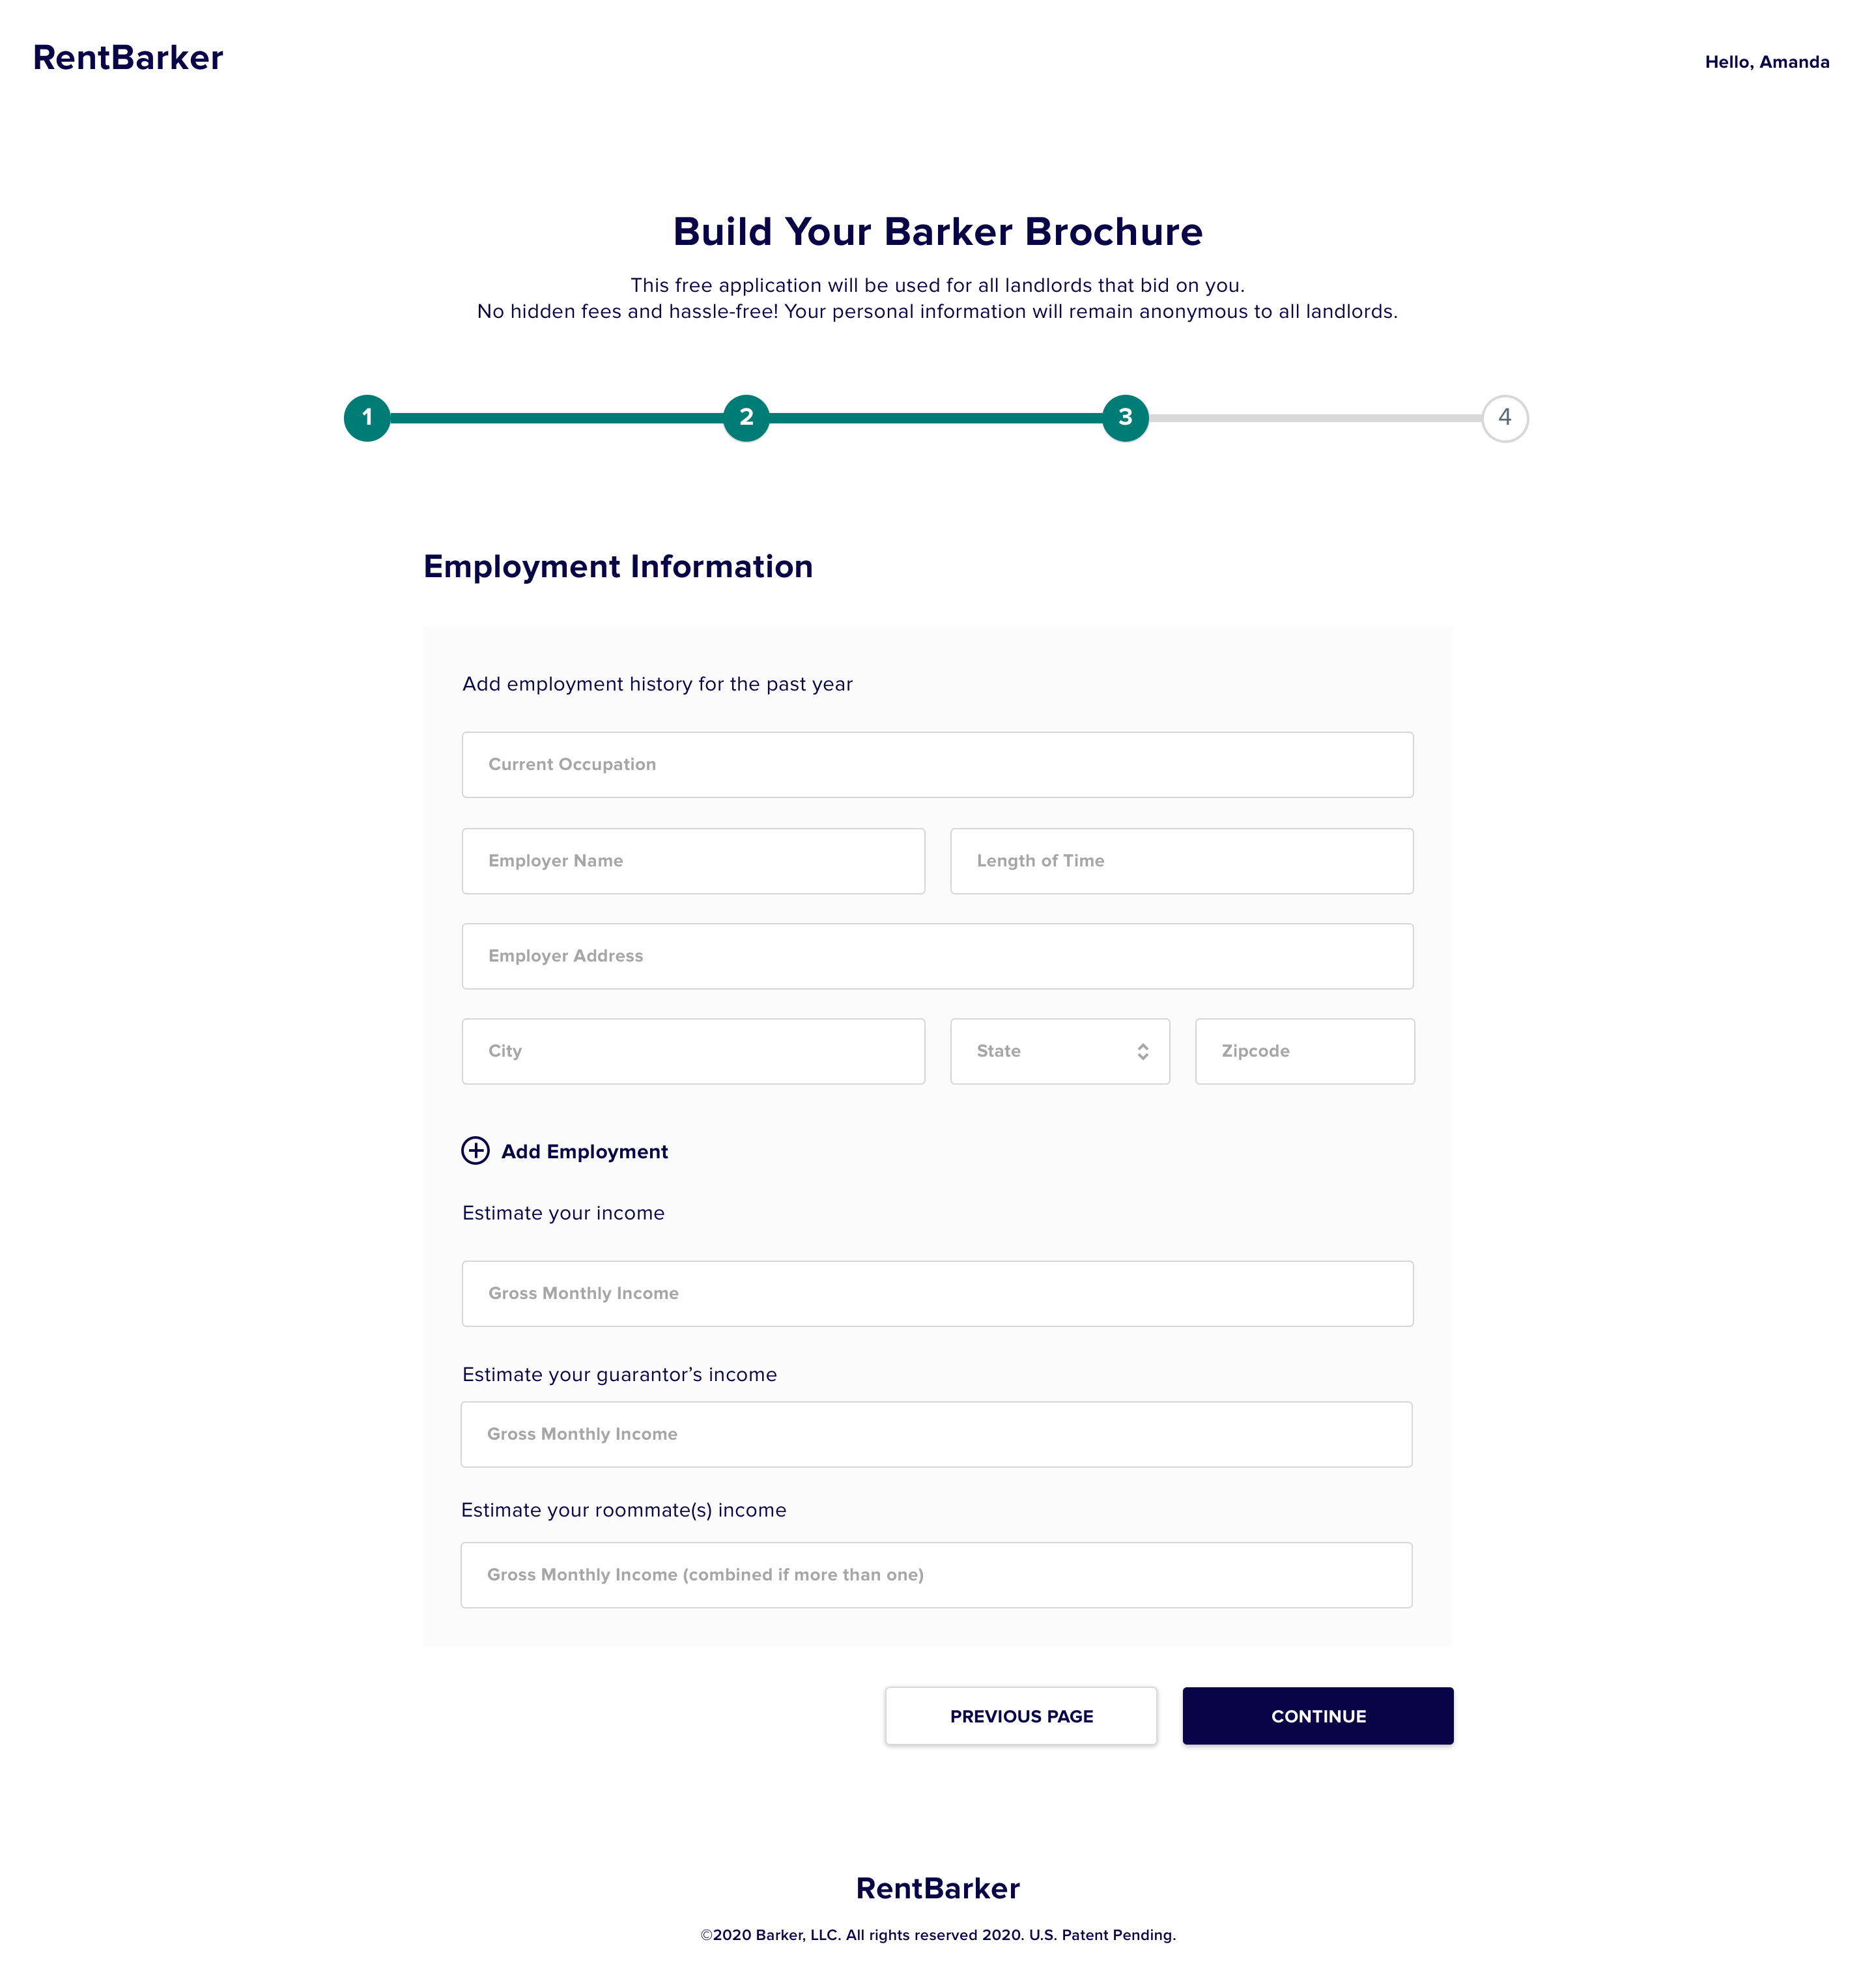 RentBarker
Hello, Amanda
Build Your Barker Brochure
This free application will be used for all landlords that bid on you.
No hidden fees and hassle-free! Your personal information will remain anonymous to all landlords.
1
2
3
4
Employment Information
Add employment history for the past year
Current Occupation
Employer Name
Length of Time
Employer Address
City
State
Zipcode
Add Employment
Estimate your income
Gross Monthly Income
Estimate your guarantor’s income
Gross Monthly Income
Estimate your roommate(s) income
Gross Monthly Income (combined if more than one)
PREVIOUS PAGE
CONTINUE
RentBarker
©2020 Barker, LLC. All rights reserved 2020. U.S. Patent Pending.